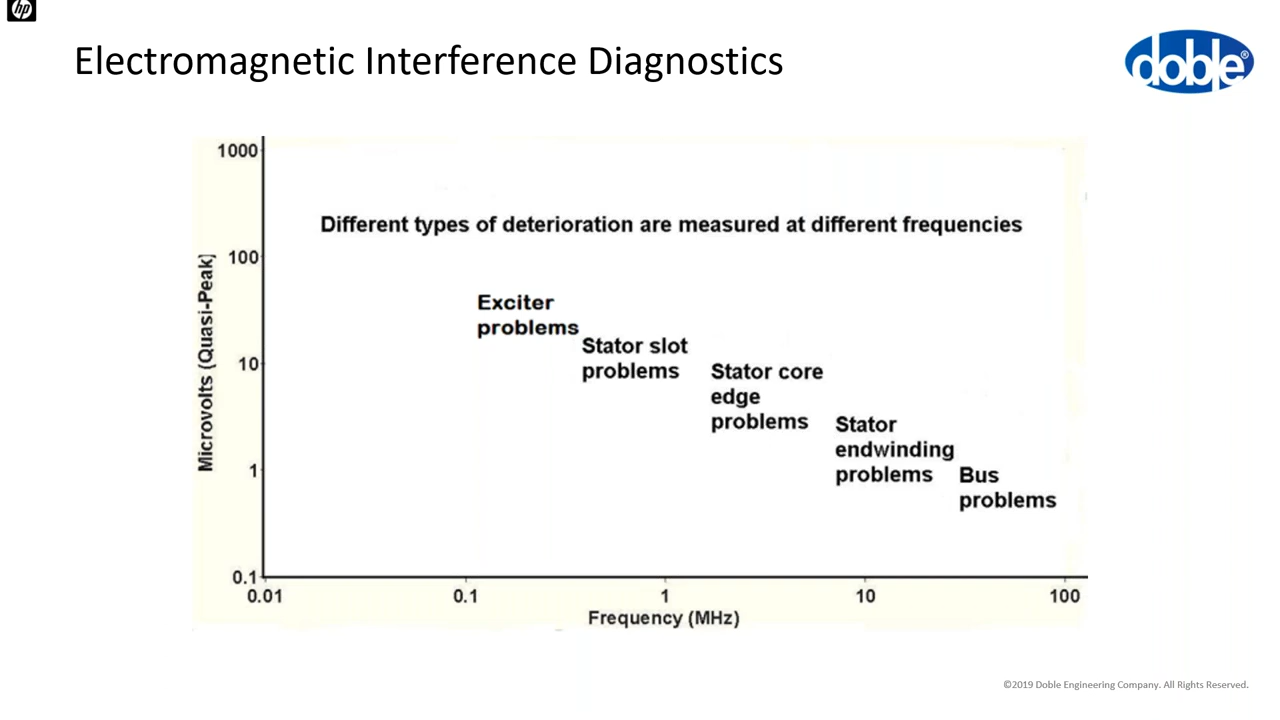 hp
Electromagnetic Interference Diagnostics
doble®
1000
Different types of deterioration are measured at different frequencies
100
Microvolts (Quasi-Peak)
Exciter
problems
Stator slot
problems
10
Stator core
edge
problems
Stator
endwinding
problems
1
Bus
problems
0.1
0.01
0.1
1
10
100
Frequency (MHz)
©2019 Doble Engineering Company. All Rights Reserved.